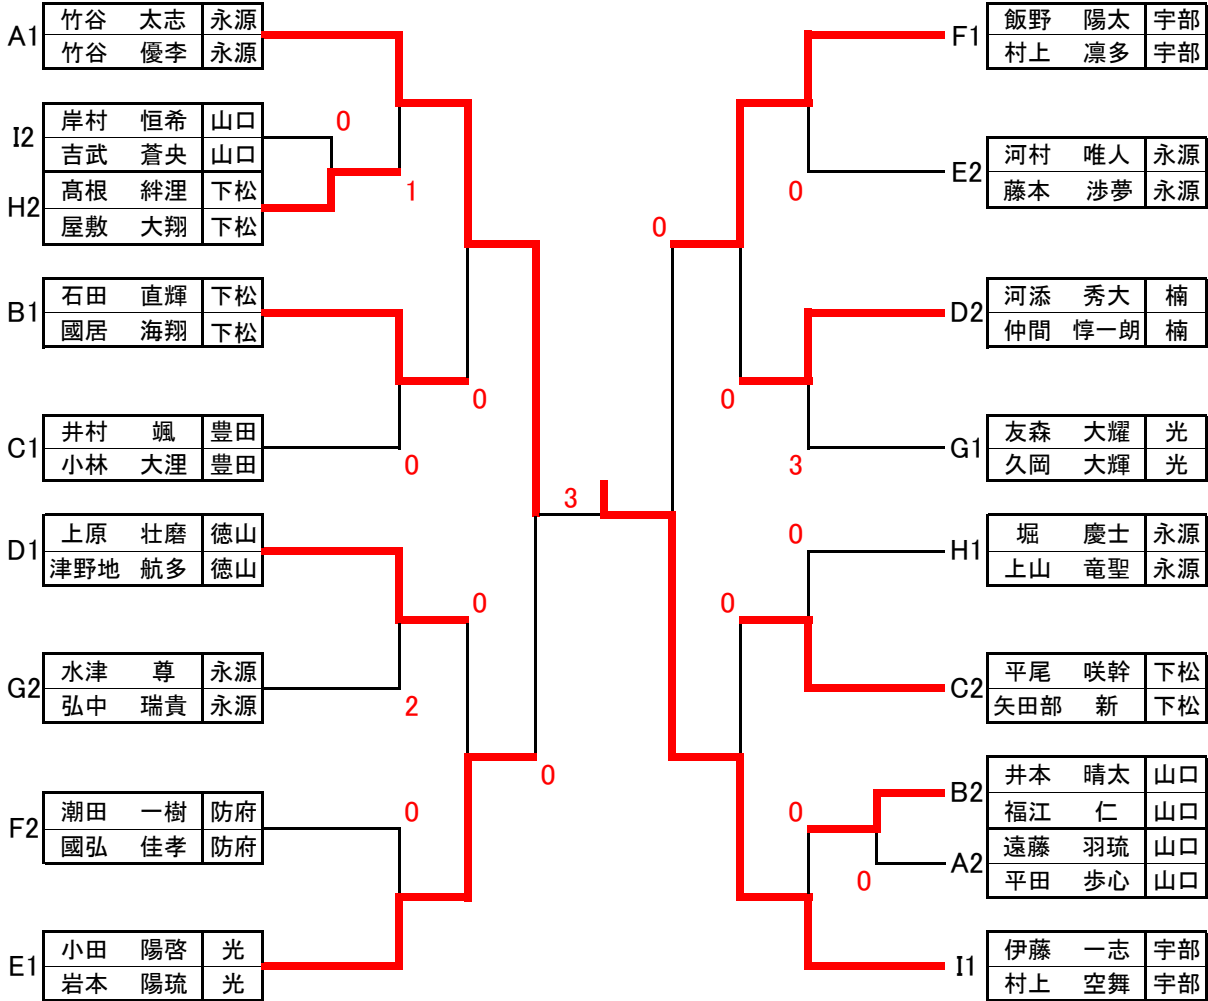 A1
竹谷 太志 永源
竹谷 優李 永源
I2
岸村 恒希 山口
吉武 蒼央 山口
H2
髙根 絆浬 下松
屋敷 大翔 下松
B1
石田 直輝 下松
國居 海翔 下松
C1
井村 颯 豊田
小林 大浬 豊田
D1
上原 壮磨 徳山
津野地 航多 徳山
G2
水津 尊 永源
弘中 瑞貴 永源
F2
潮田 一樹 防府
國弘 佳孝 防府
E1
小田 陽啓 光
岩本 陽琉 光
0
1
0
0
0
2
0
0
3
0
0
0
3
0
0
0
0
F1
飯野 陽太 宇部
村上 凛多 宇部
E2
河村 唯人 永源
藤本 渉夢 永源
D2
河添 秀大 楠
仲間 惇一朗 楠
G1
友森 大耀 光
久岡 大輝 光
H1
堀 慶士 永源
上山 竜聖 永源
C2
平尾 咲幹 下松
矢田部 新 下松
B2
井本 晴太 山口
福江 仁 山口
A2
遠藤 羽琉 山口
平田 歩心 山口
I1
伊藤 一志 宇部
村上 空舞 宇部